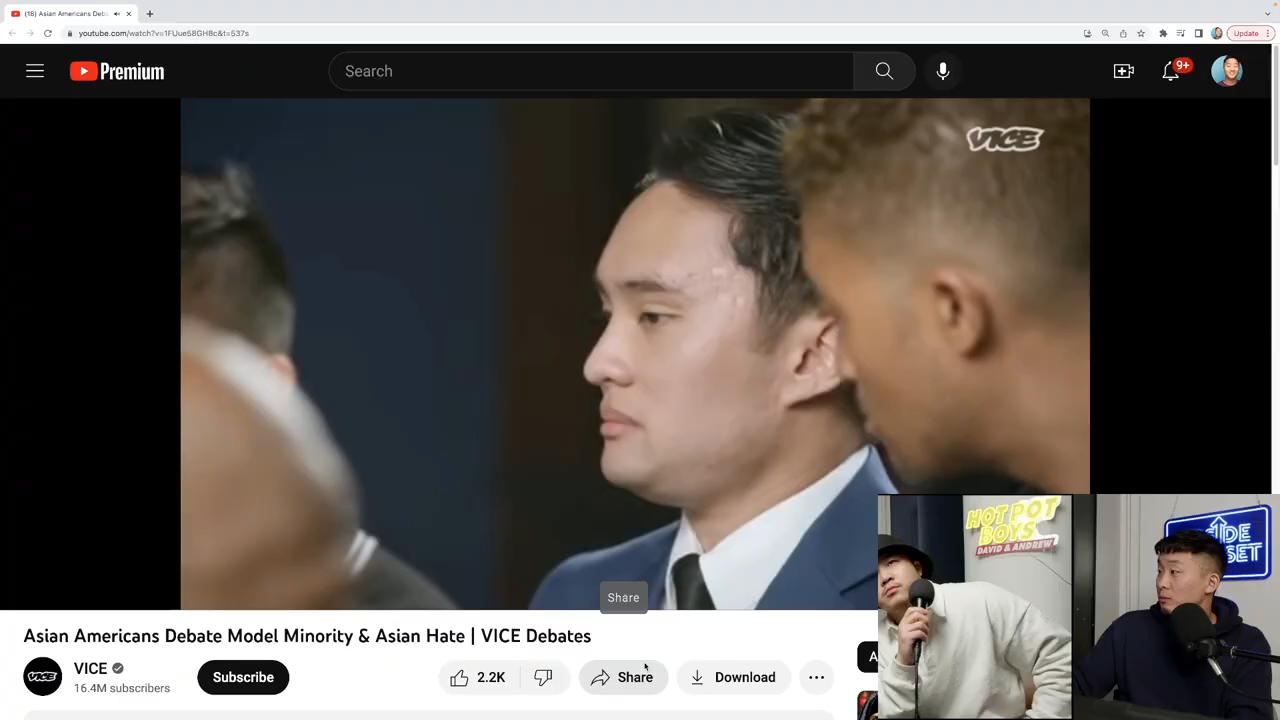 (18) Asian Americans Deba
youtube.com/watch?v=1FUue58GH8c&t=537s
Update
Premium
Search
9+
VICE
Share
Asian Americans Debate Model Minority & Asian Hate | VICE Debates
VICE
16.4M subscribers
Subscribe
2.2K
Share
Download
A
HOT POT
BOYS
DAVID & ANDREW